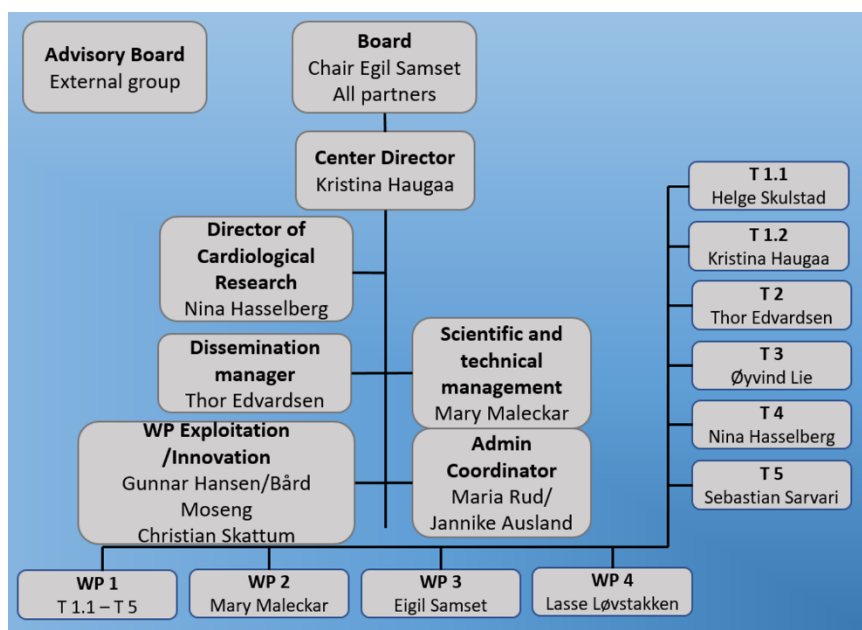 Advisory Board
External group
Board
Chair Egil Samset
All partners
Center Director
Kristina Haugaa
Director of
Cardiological
Research
Nina Hasselberg
Dissemination
manager
Thor Edvardsen
Scientific and
technical
management
Mary Maleckar
WP Exploitation
/Innovation
Gunnar Hansen/Bård
Moseng
Christian Skattum
Admin
Coordinator
Maria Rud/
Jannike Ausland
T 1.1
Helge Skulstad
T 1.2
Kristina Haugaa
T 2
Thor Edvardsen
T 3
Øyvind Lie
T 4
Nina Hasselberg
T 5
Sebastian Sarvari
WP 1
T 1.1 – T 5
WP 2
Mary Maleckar
WP 3
Eigil Samset
WP 4
Lasse Løvstakken